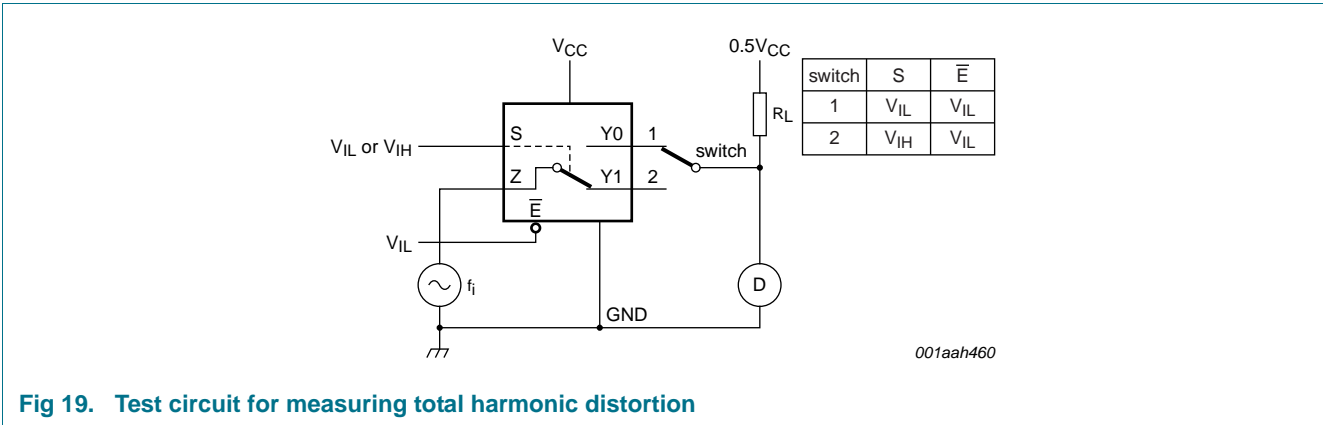 VCC
0.5VCC
switch S E̅
1 VIL VIL
2 VIH VIL
RL
VIL or VIH
S Y0 1
switch
Z Y1 2
E̅
VIL
fi
D
GND
001aah460
Fig 19. Test circuit for measuring total harmonic distortion